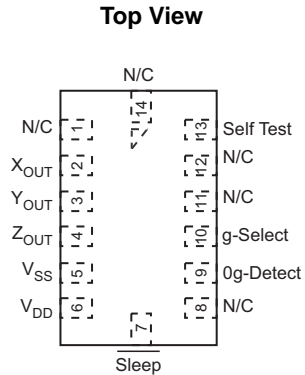 Top View
N/C
14
N/C 1 13 Self Test
XOUT 2 12 N/C
YOUT 3 11 N/C
ZOUT 4 10 g-Select
VSS 5 9 0g-Detect
VDD 6 8 N/C
7
Sleep